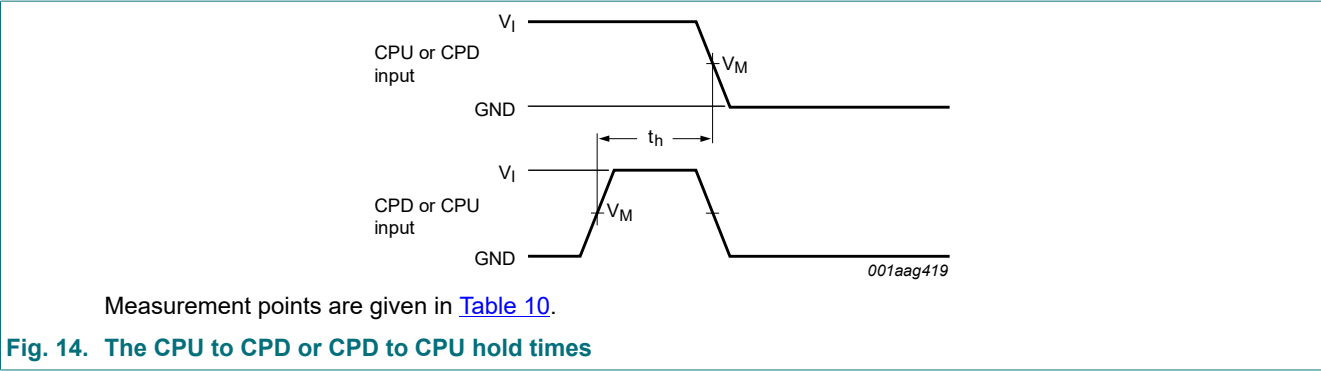 VI
CPU or CPD
input
VM
GND
th
VI
CPD or CPU
input
VM
GND
001aag419
Measurement points are given in Table 10.
Fig. 14. The CPU to CPD or CPD to CPU hold times